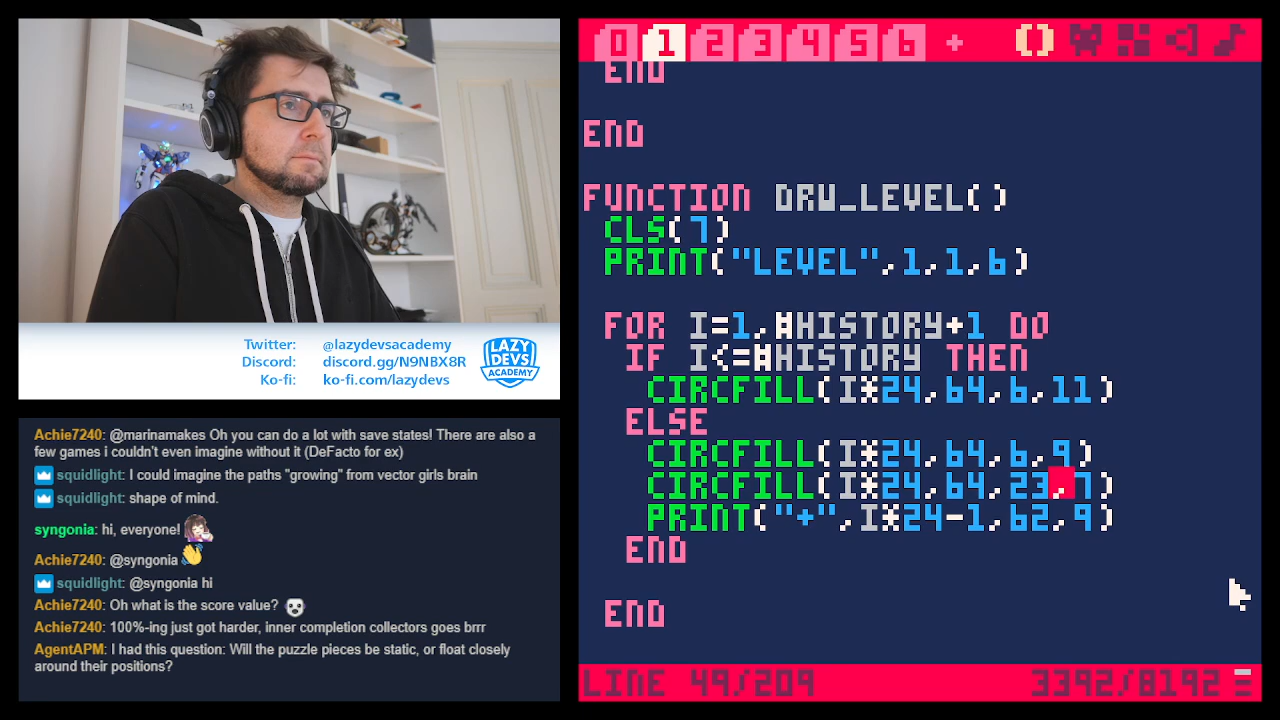 Twitter: @lazydevsacademy
Discord: discord.gg/N9NBX8R
Ko-fi: ko-fi.com/lazydevs
LAZY
DEVS
ACADEMY
Achie7240: @marinamakes Oh you can do a lot with save states! There are also a
few games i couldn't even imagine without it (DeFacto for ex)
squidlight: I could imagine the paths "growing" from vector girls brain
squidlight: shape of mind.
syngonia: hi, everyone!
Achie7240: @syngonia
squidlight: @syngonia hi
Achie7240: Oh what is the score value?
Achie7240: 100%-ing just got harder, inner completion collectors goes brrr
AgentAPM: I had this question: Will the puzzle pieces be static, or float closely
around their positions?
0 1 2 3 4 5 6 + ()
END
END
FUNCTION DRW_LEVEL()
CLS(7)
PRINT("LEVEL",1,1,6)
FOR I=1,#HISTORY+1 DO
IF I<=#HISTORY THEN
CIRCFILL(I*24,64,6,11)
ELSE
CIRCFILL(I*24,64,6,9)
CIRCFILL(I*24,64,23,7)
PRINT("+",I*24-1,62,9)
END
END
LINE 49/209 3392/8192